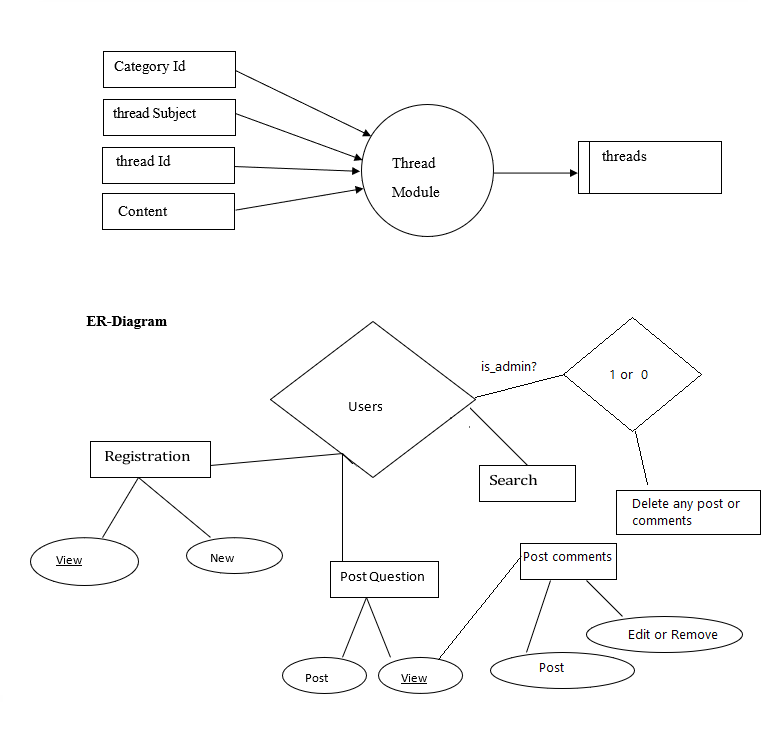 Category Id
thread Subject
thread Id
Content
Thread
Module
threads
ER-Diagram
is_admin?
1 or 0
Users
Registration
Search
Delete any post or
comments
View
New
Post Question
Post comments
Edit or Remove
Post
View
Post